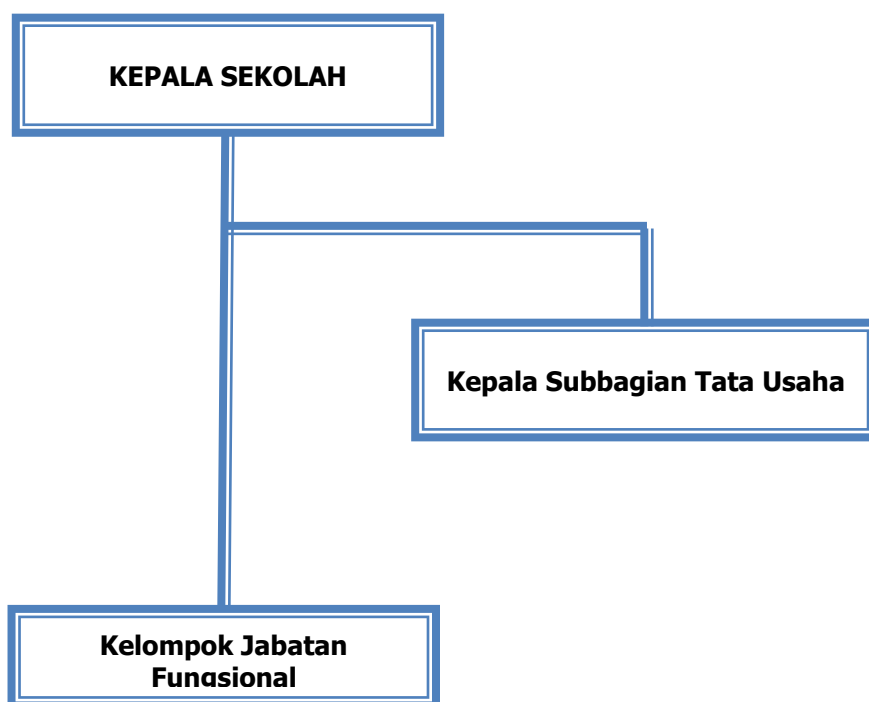 KEPALA SEKOLAH
Kepala Subbagian Tata Usaha
Kelompok Jabatan
Fungsional